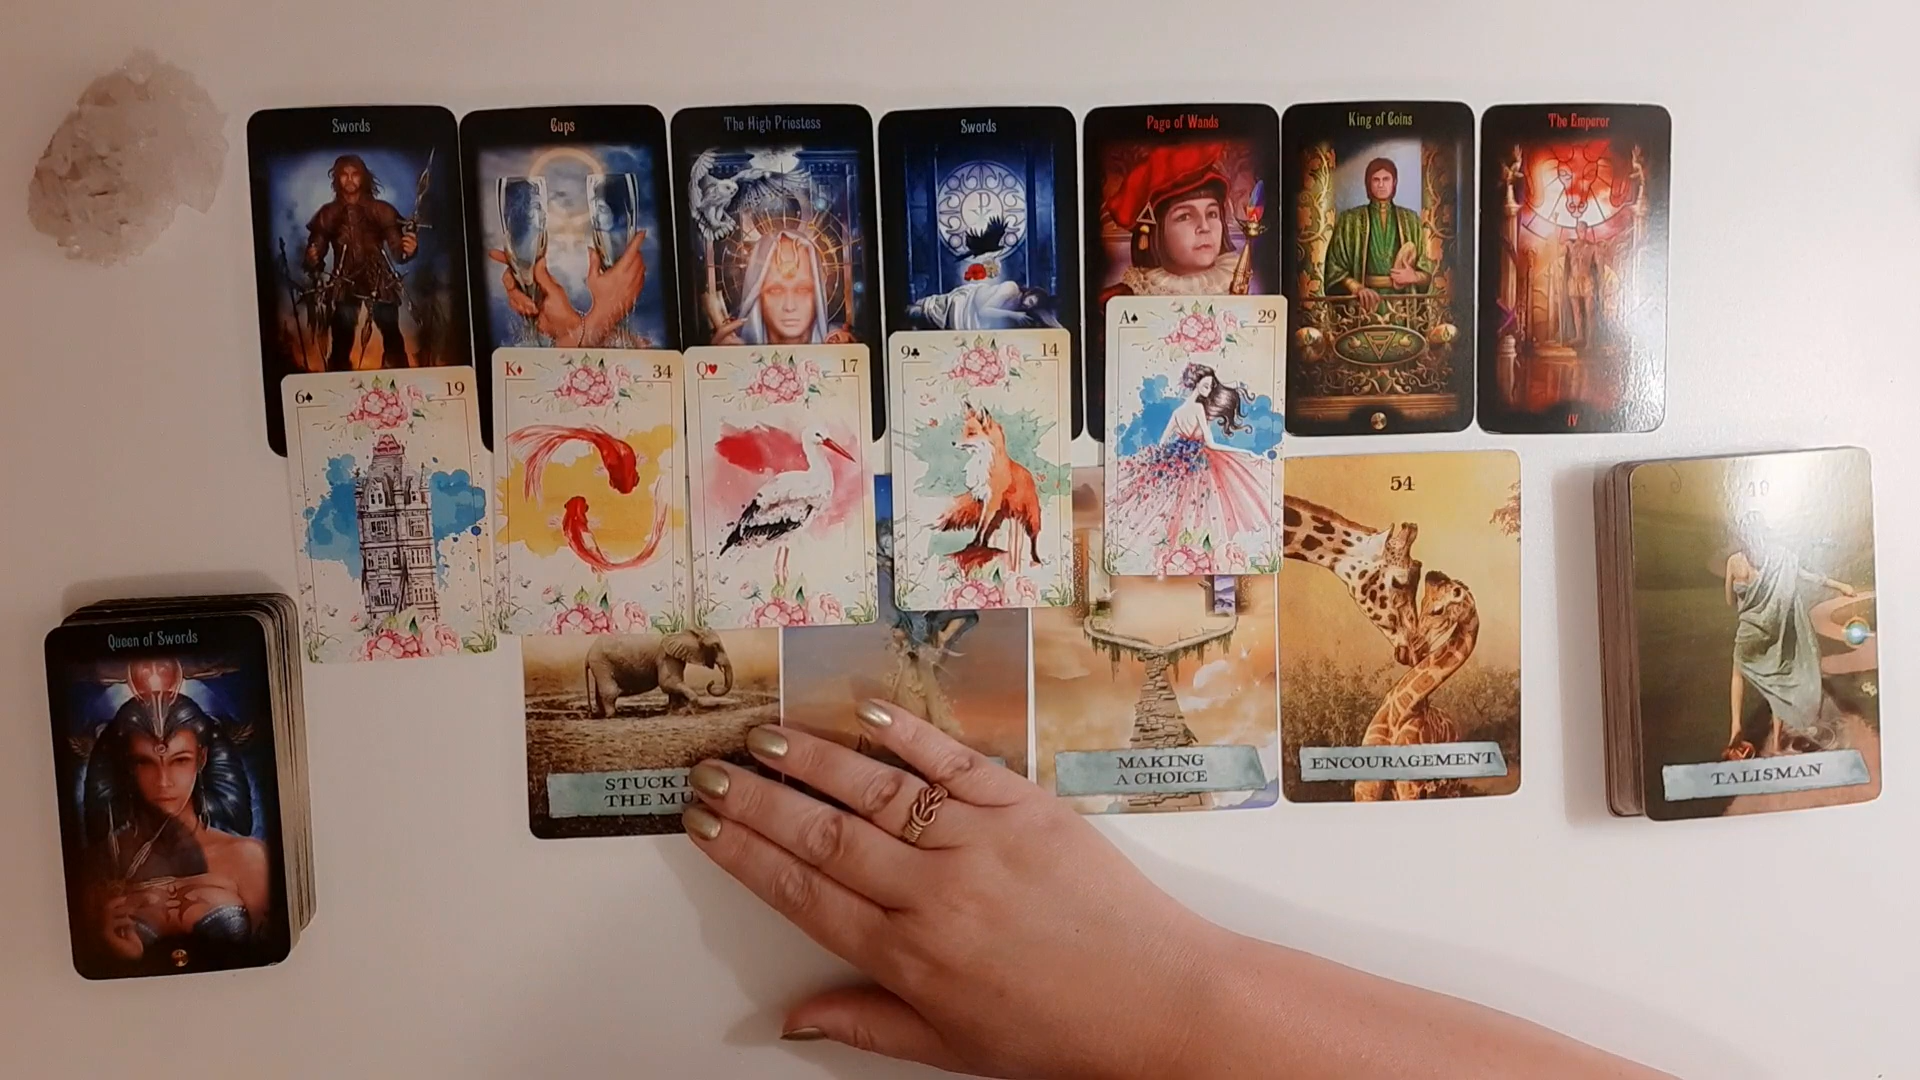 Swords
Cups
The High Priestess
Swords
Page of Wands
King of Coins
The Emperor
IV
6♠ 19
K♦ 34
Q♥ 17
9♣ 14
A♠ 29
54
Queen of Swords
STUCK
THE
MAKING
A CHOICE
ENCOURAGEMENT
TALISMAN